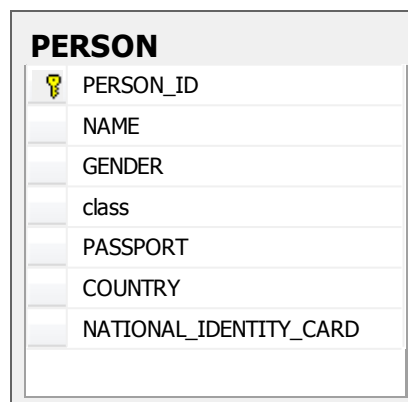 PERSON
PERSON_ID
NAME
GENDER
class
PASSPORT
COUNTRY
NATIONAL_IDENTITY_CARD